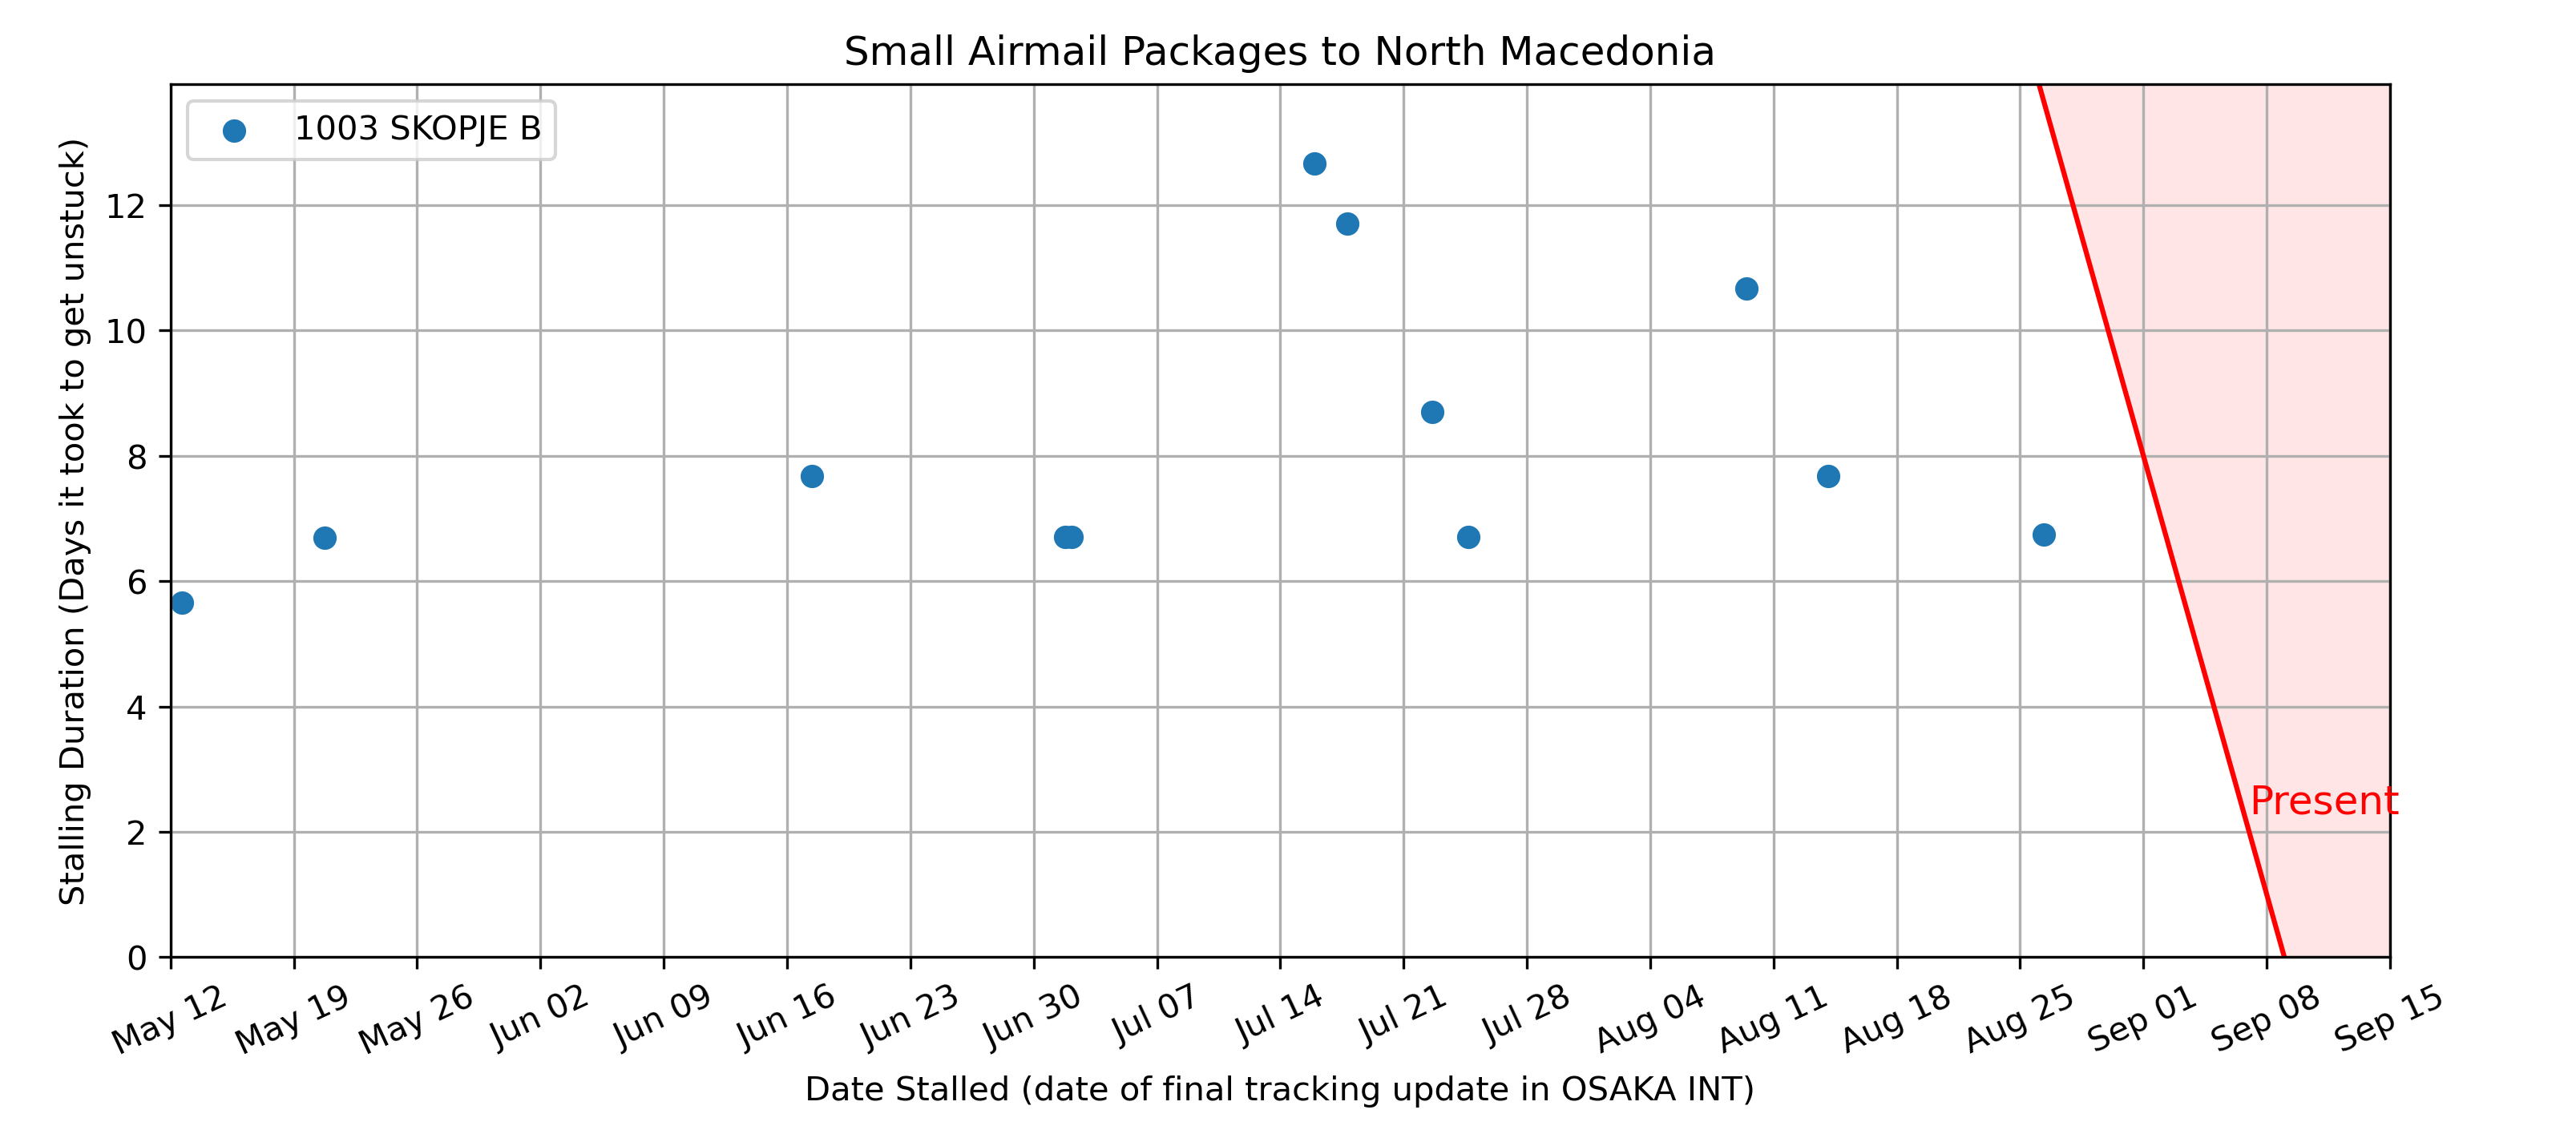 Small Airmail Packages to North Macedonia
1003 SKOPJE B
Stalling Duration (Days it took to get unstuck)
12
10
8
6
4
2
0
Present
May 12
May 19
May 26
Jun 02
Jun 09
Jun 16
Jun 23
Jun 30
Jul 07
Jul 14
Jul 21
Jul 28
Aug 04
Aug 11
Aug 18
Aug 25
Sep 01
Sep 08
Sep 15
Date Stalled (date of final tracking update in OSAKA INT)